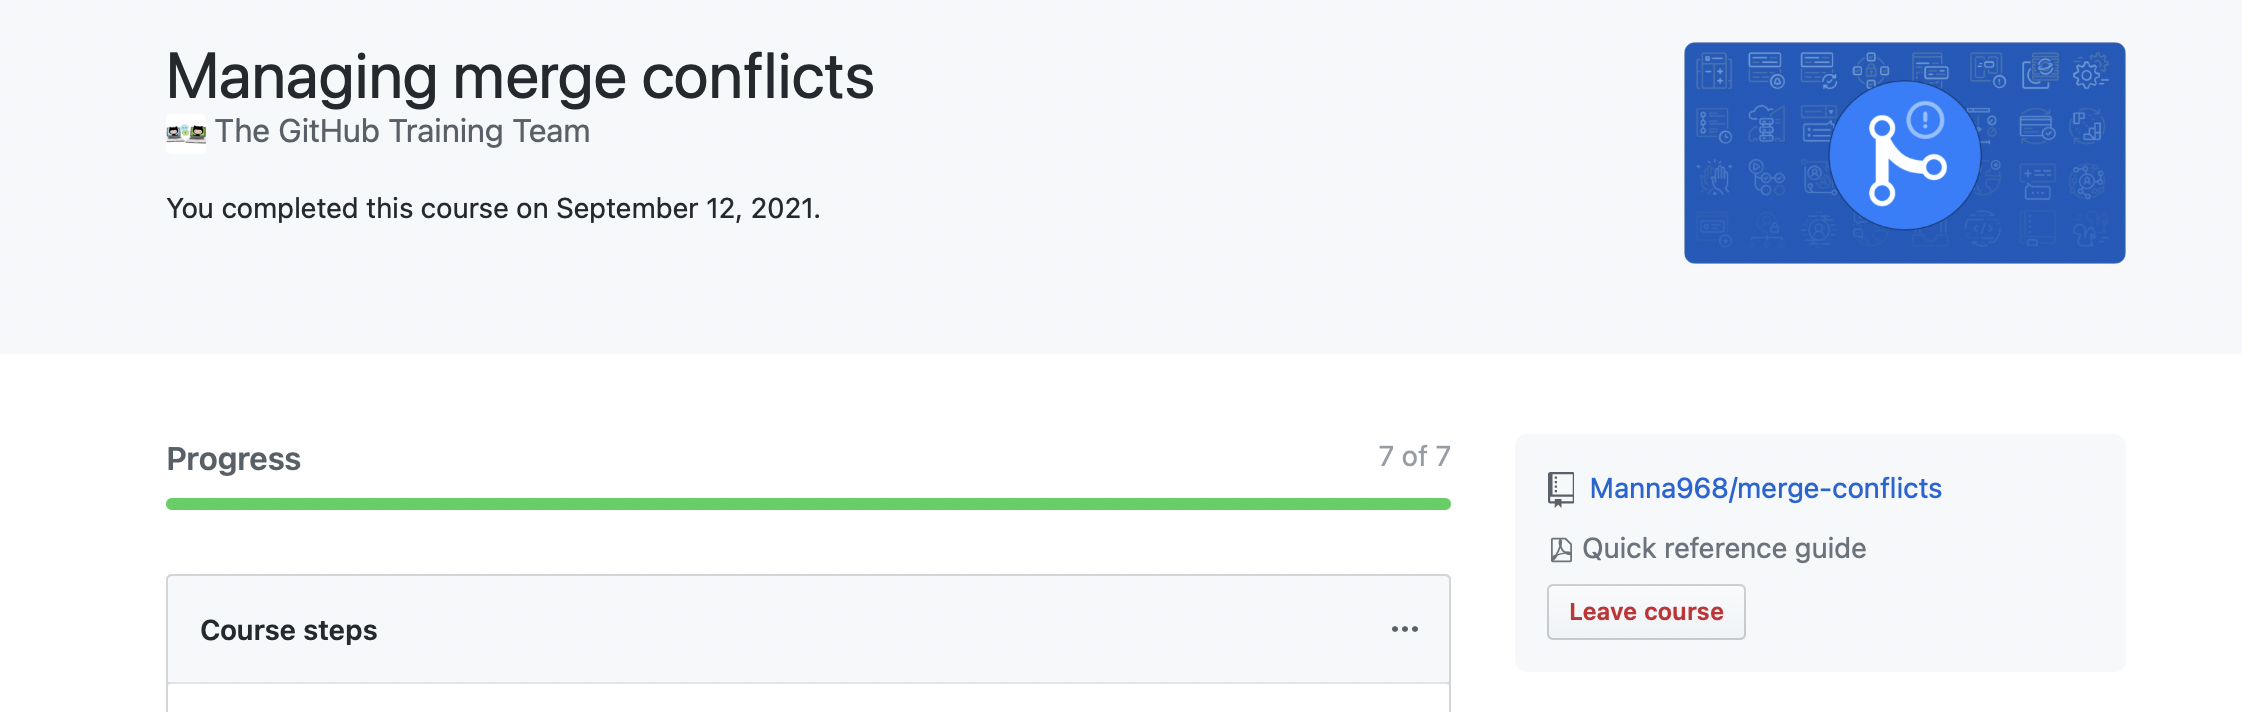 Managing merge conflicts
The GitHub Training Team
You completed this course on September 12, 2021.
Progress
7 of 7
Manna968/merge-conflicts
Quick reference guide
Leave course
Course steps